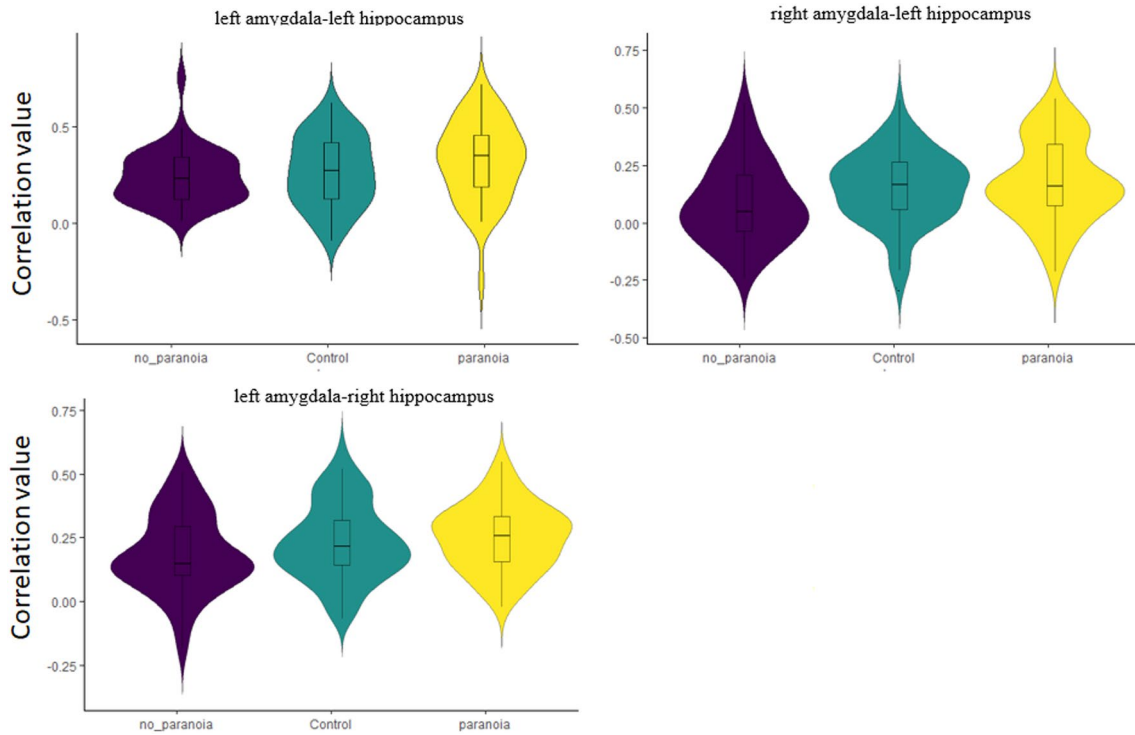 left amygdala-left hippocampus
right amygdala-left hippocampus
Correlation value
0.5
0.0
-0.5
no_paranoia Control paranoia
0.75
0.50
0.25
0.00
-0.25
-0.50
no_paranoia Control paranoia
left amygdala-right hippocampus
Correlation value
0.75
0.50
0.25
0.00
-0.25
no_paranoia Control paranoia